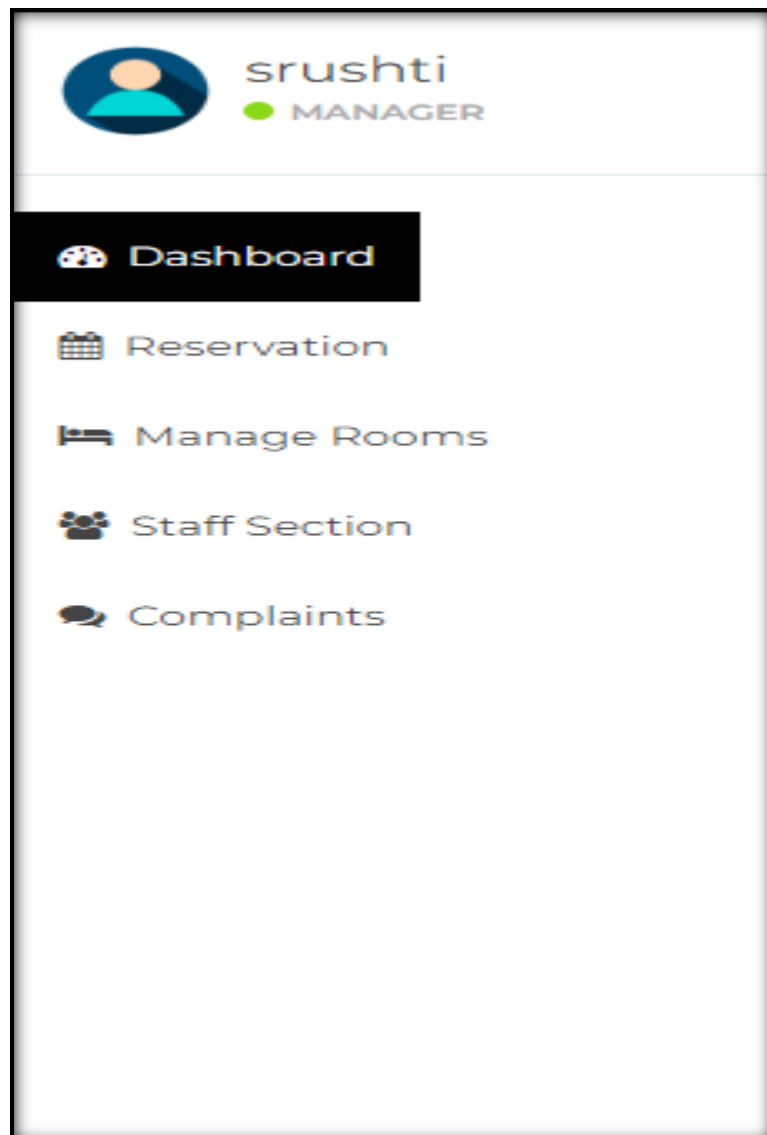 srushti
MANAGER
Dashboard
Reservation
Manage Rooms
Staff Section
Complaints